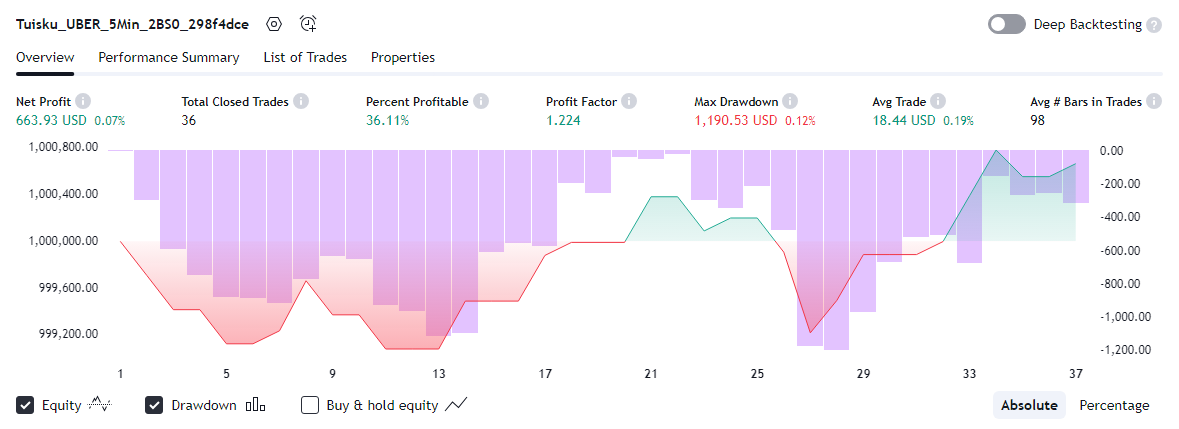 Tuisku_UBER_5Min_2BS0_298f4dce
Deep Backtesting ?
Overview Performance Summary List of Trades Properties
Net Profit i Total Closed Trades i Percent Profitable i Profit Factor i Max Drawdown i Avg Trade i Avg # Bars in Trades i
663.93 USD 0.07% 36 36.11% 1.224 1,190.53 USD 0.12% 18.44 USD 0.19% 98
1,000,800.00 0.00
-200.00
1,000,400.00
-400.00
1,000,000.00
-600.00
999,600.00 -800.00
-1,000.00
999,200.00
-1,200.00
1 5 9 13 17 21 25 29 33 37
Equity Drawdown Buy & hold equity Absolute Percentage